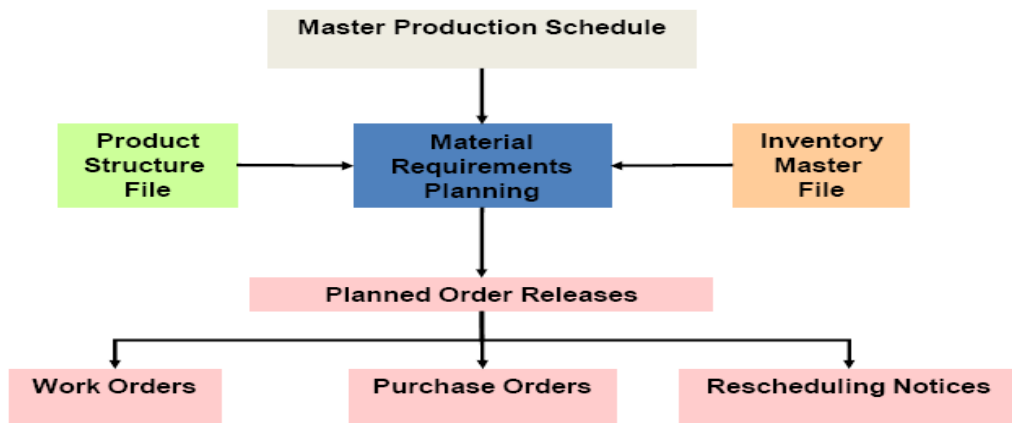 Master Production Schedule
Product
Structure
File
Material
Requirements
Planning
Inventory
Master
File
Planned Order Releases
Work Orders
Purchase Orders
Rescheduling Notices